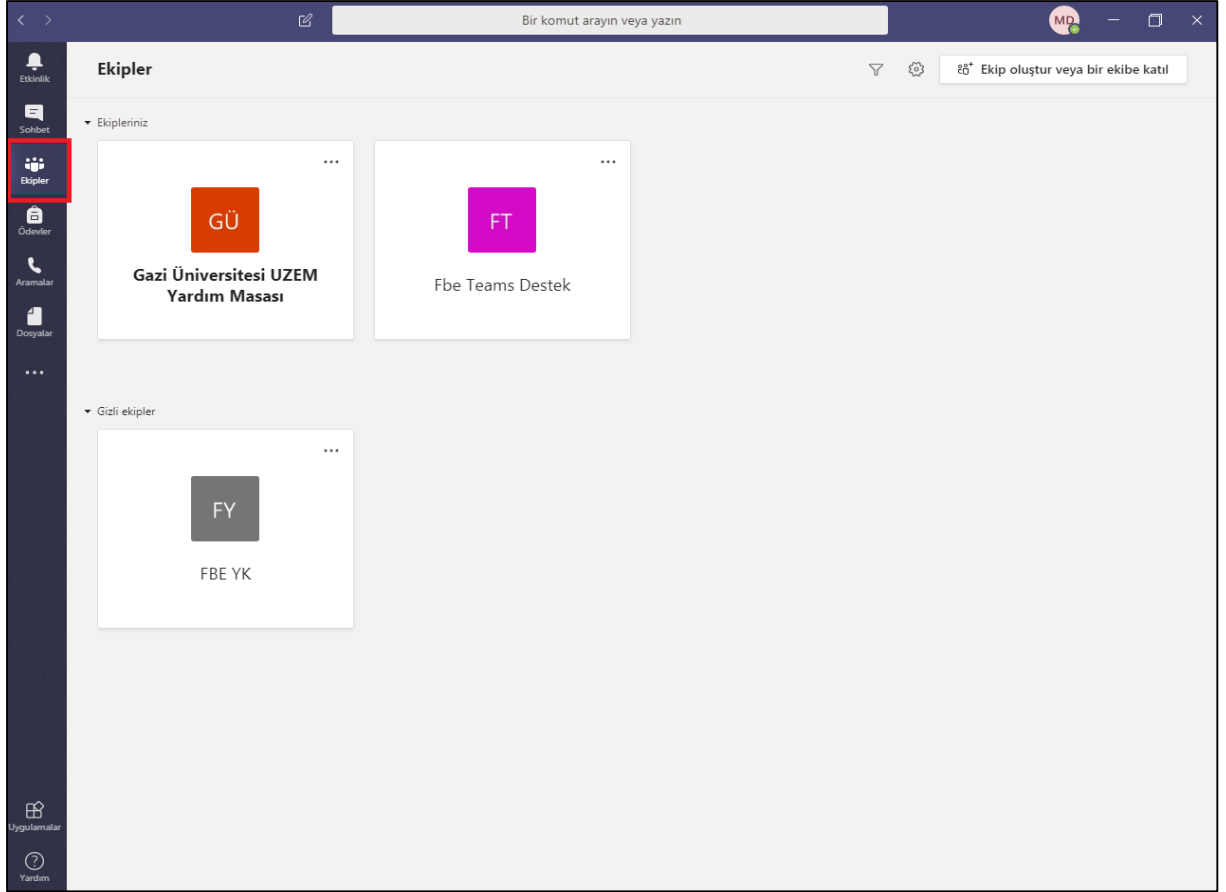 Bir komut arayın veya yazın
MD
Etkinlik
Sohbet
Ekipler
Ödevler
Aramalar
Dosyalar
Uygulamalar
Yardım
Ekipler
Ekip oluştur veya bir ekibe katıl
Ekipleriniz
GÜ
Gazi Üniversitesi UZEM
Yardım Masası
FT
Fbe Teams Destek
Gizli ekipler
FY
FBE YK